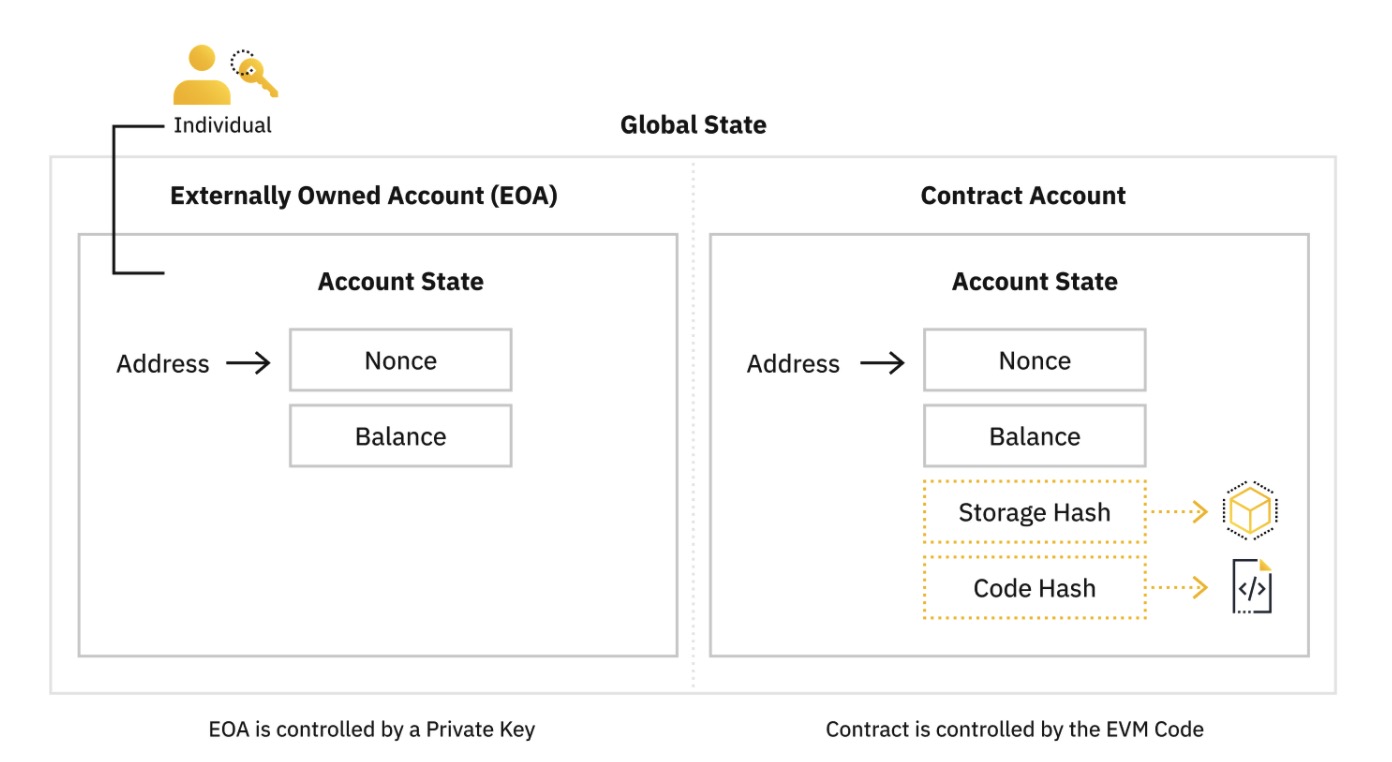 Individual
Global State
Externally Owned Account (EOA)
Account State
Address
Nonce
Balance
Contract Account
Account State
Address
Nonce
Balance
Storage Hash
Code Hash
</>
EOA is controlled by a Private Key
Contract is controlled by the EVM Code